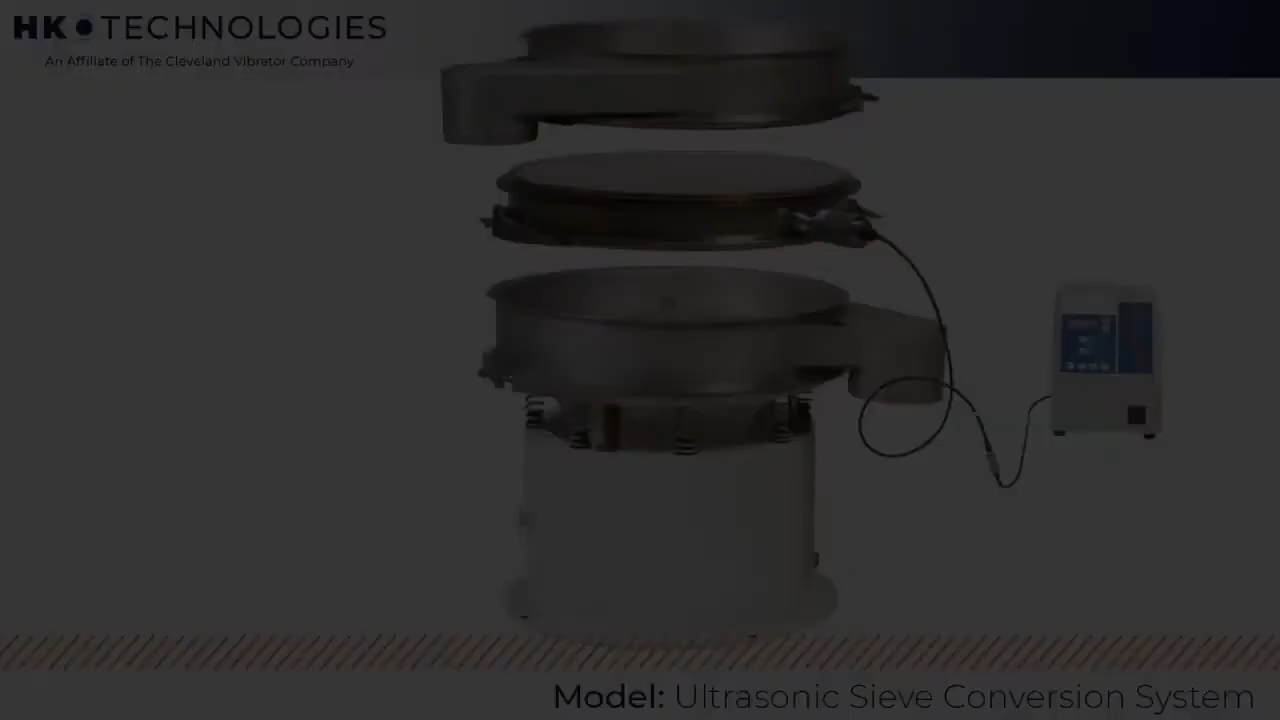 HK TECHNOLOGIES
An Affiliate of The Cleveland Vibrator Company
Model: Ultrasonic Sieve Conversion System